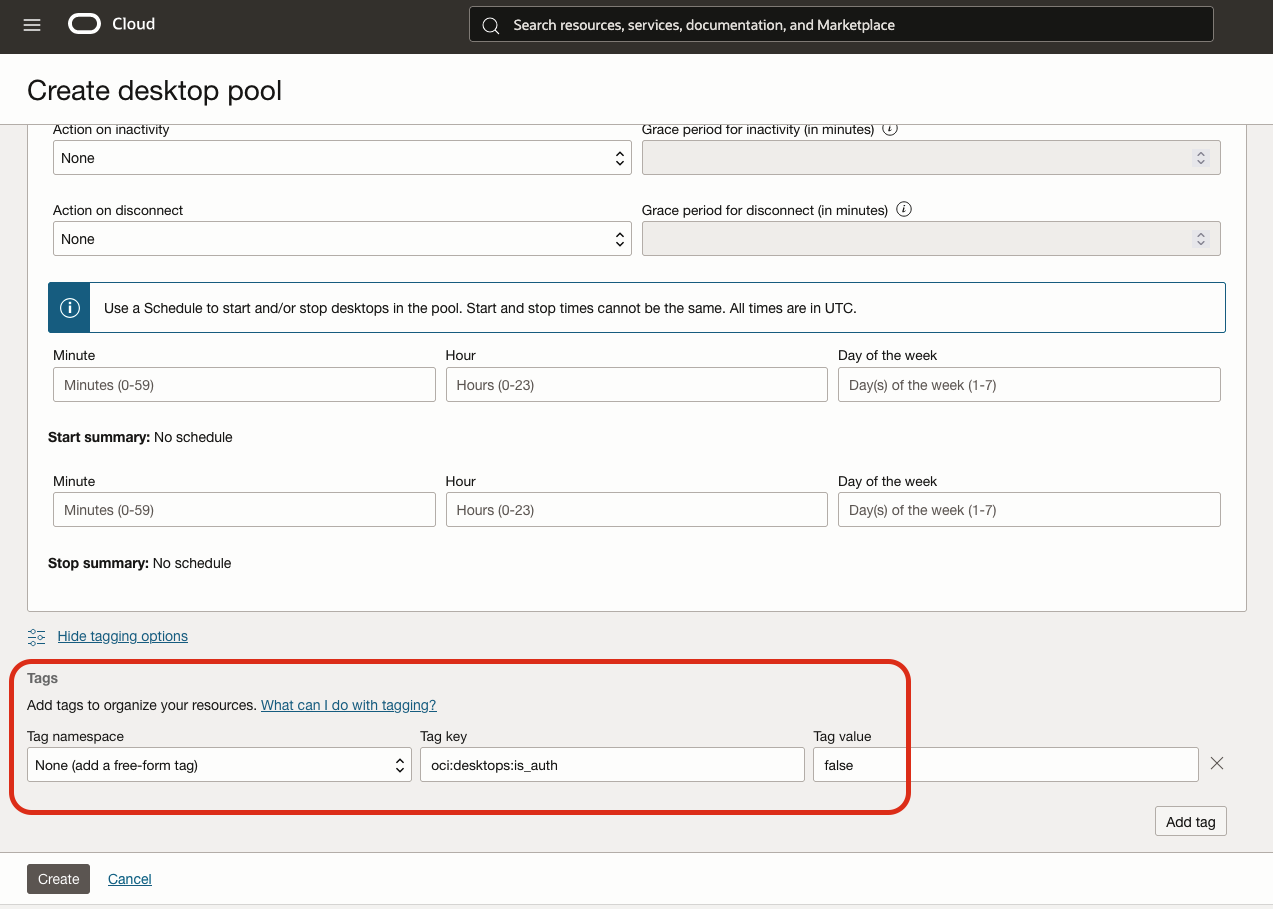 Cloud
Search resources, services, documentation, and Marketplace
Create desktop pool
Action on inactivity
Grace period for inactivity (in minutes)
None
Action on disconnect
Grace period for disconnect (in minutes)
None
Use a Schedule to start and/or stop desktops in the pool. Start and stop times cannot be the same. All times are in UTC.
Minute
Hour
Day of the week
Minutes (0-59)
Hours (0-23)
Day(s) of the week (1-7)
Start summary: No schedule
Minute
Hour
Day of the week
Minutes (0-59)
Hours (0-23)
Day(s) of the week (1-7)
Stop summary: No schedule
Hide tagging options
Tags
Add tags to organize your resources. What can I do with tagging?
Tag namespace
Tag key
Tag value
None (add a free-form tag)
oci:desktops:is_auth
false
Add tag
Create
Cancel